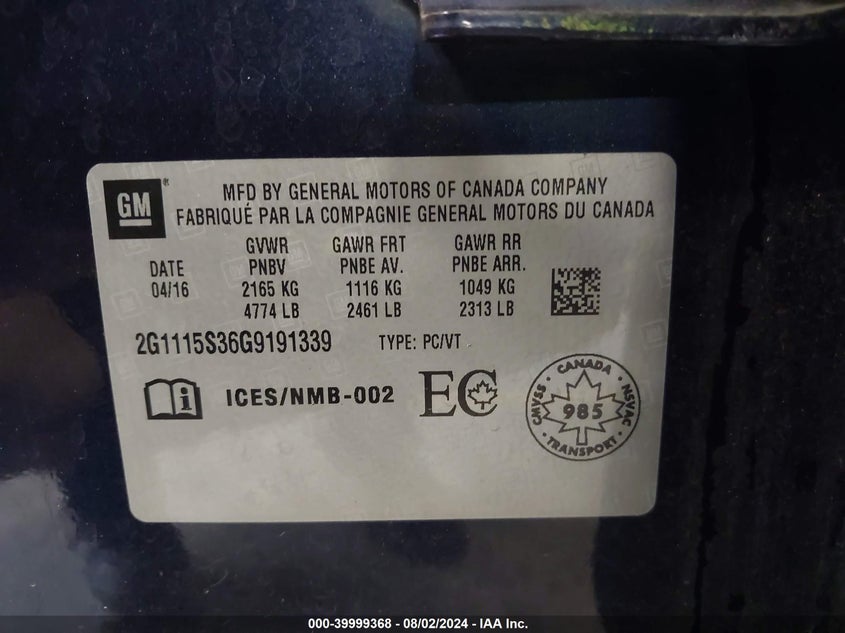 GM®
MFD BY GENERAL MOTORS OF CANADA COMPANY
FABRIQUÉ PAR LA COMPAGNIE GENERAL MOTORS DU CANADA
DATE GVWR PNBV GAWR FRT PNBE AV. GAWR RR PNBE ARR.
04/16 2165 KG 1116 KG 1049 KG
4774 LB 2461 LB 2313 LB
2G1115S36G9191339 TYPE: PC/VT
i ICES/NMB-002 EC
CANADA
CMVSS 985 NSVAC
TRANSPORT
000-39999368 - 08/02/2024 - IAA Inc.